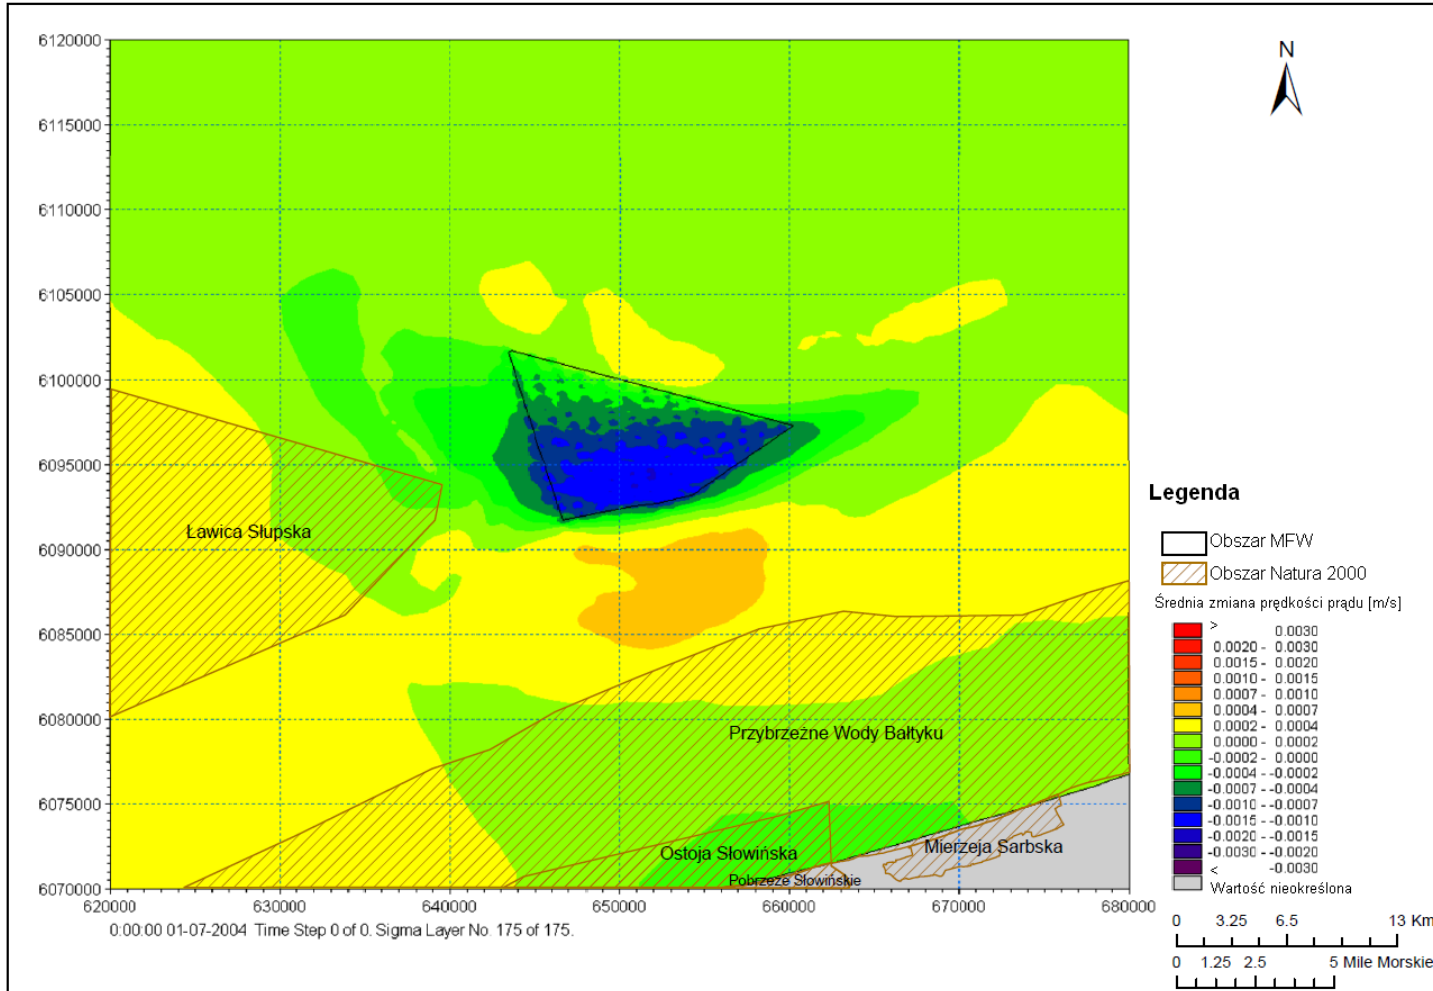 N
6120000
6115000
6110000
6105000
6100000
6095000
6090000
6085000
6080000
6075000
6070000
620000
630000
640000
650000
660000
670000
680000
Ławica Słupska
Przybrzeżne Wody Bałtyku
Ostoja Słowińska
Mierzeja Sarbska
Pobrzeże Słowińskie
0:00:00 01-07-2004 Time Step 0 of 0. Sigma Layer No. 175 of 175.
Legenda
Obszar MFW
Obszar Natura 2000
Średnia zmiana prędkości prądu [m/s]
> 0.0030
0.0020 - 0.0030
0.0015 - 0.0020
0.0010 - 0.0015
0.0007 - 0.0010
0.0004 - 0.0007
0.0002 - 0.0004
0.0000 - 0.0002
-0.0002 - 0.0000
-0.0004 - -0.0002
-0.0007 - -0.0004
-0.0010 - -0.0007
-0.0015 - -0.0010
-0.0020 - -0.0015
-0.0030 - -0.0020
< -0.0030
Wartość nieokreślona
0 3.25 6.5 13 Km
0 1.25 2.5 5 Mile Morskie